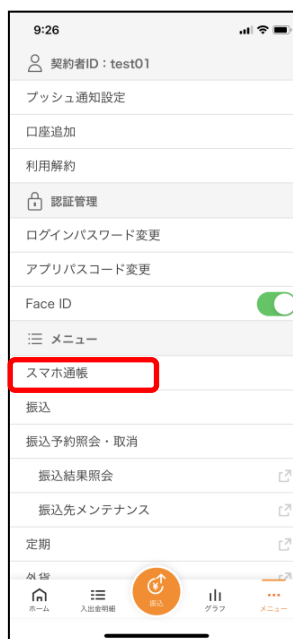 9:26
契約者ID：test01
プッシュ通知設定
口座追加
利用解約
認証管理
ログインパスワード変更
アプリパスコード変更
Face ID
メニュー
スマホ通帳
振込
振込予約照会・取消
振込結果照会
振込先メンテナンス
定期
外貨
ホーム
入出金明細
振込
グラフ
メニュー